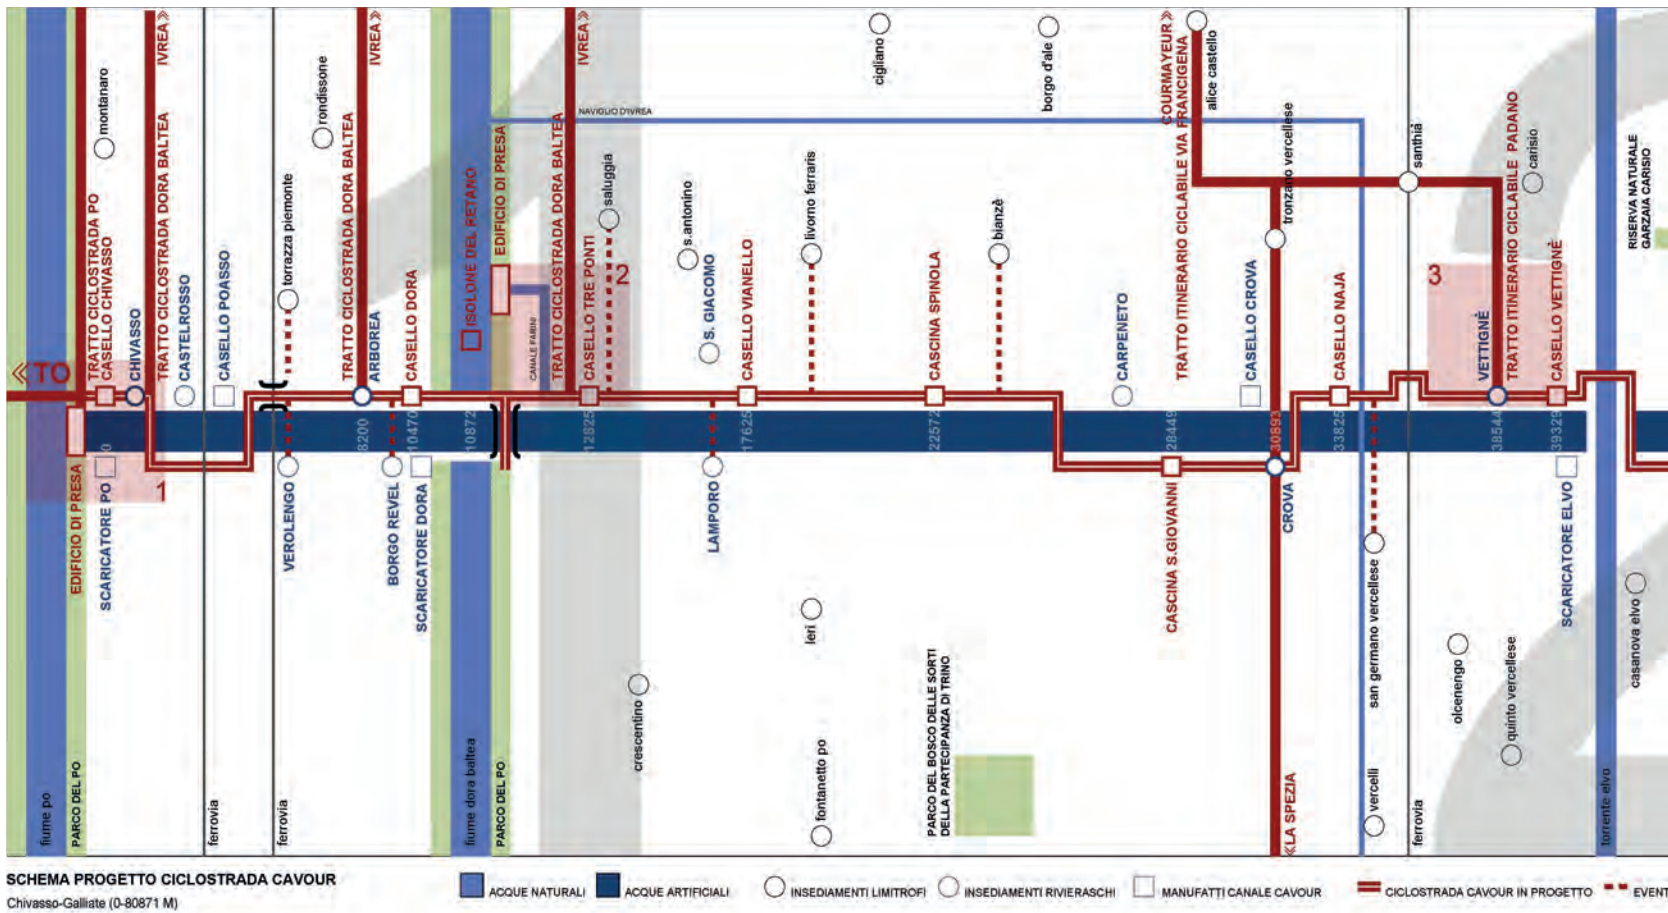 «TO
EDIFICIO DI PRESA
fiume po
PARCO DEL PO
TRATTO CICLOSTRADA PO
CASELLO CHIVASSO
montanaro
CHIVASSO
IVREA»
TRATTO CICLOSTRADA DORA BALTEA
CASTELROSSO
CASELLO POASSO
0
SCARICATORE PO
1
ferrovia
ferrovia
torrazza piemonte
VEROLENGO
rondissone
IVREA»
TRATTO CICLOSTRADA DORA BALTEA
ARBOREA
8200
CASELLO DORA
10470
BORGO REVEL
SCARICATORE DORA
ISOLONE DEL RETANO
10872
fiume dora baltea
EDIFICIO DI PRESA
PARCO DEL PO
CANALE FARINI
IVREA»
TRATTO CICLOSTRADA DORA BALTEA
NAVIGLIO D'IVREA
CASELLO TRE PONTI
12825
saluggia
2
crescentino
s.antonino
S. GIACOMO
LAMPORO
CASELLO VIANELLO
17625
livorno ferraris
leri
fontanetto po
cigliano
CASCINA SPINOLA
22572
PARCO DEL BOSCO DELLE SORTI
DELLA PARTECIPANZA DI TRINO
bianzè
borgo d'ale
CARPENETO
COURMAYEUR»
TRATTO ITINERARIO CICLABILE VIA FRANCIGENA
28449
CASCINA S.GIOVANNI
alice castello
CASELLO CROVA
tronzano vercellese
30893
CROVA
«LA SPEZIA
CASELLO NAJA
33825
san germano vercellese
vercelli
santhià
ferrovia
3
olcenengo
VETTIGNÈ
38544
TRATTO ITINERARIO CICLABILE PADANO
quinto vercellese
carisio
CASELLO VETTIGNÈ
39329
SCARICATORE ELVO
torrente elvo
RISERVA NATURALE
GARZAIA CARISIO
casanova elvo
SCHEMA PROGETTO CICLOSTRADA CAVOUR
Chivasso-Galliate (0-80871 M)
ACQUE NATURALI
ACQUE ARTIFICIALI
INSEDIAMENTI LIMITROFI
INSEDIAMENTI RIVIERASCHI
MANUFATTI CANALE CAVOUR
CICLOSTRADA CAVOUR IN PROGETTO
EVENT